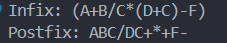 Infix: (A+B/C*(D+C)-F)
Postfix: ABC/DC+*+F-